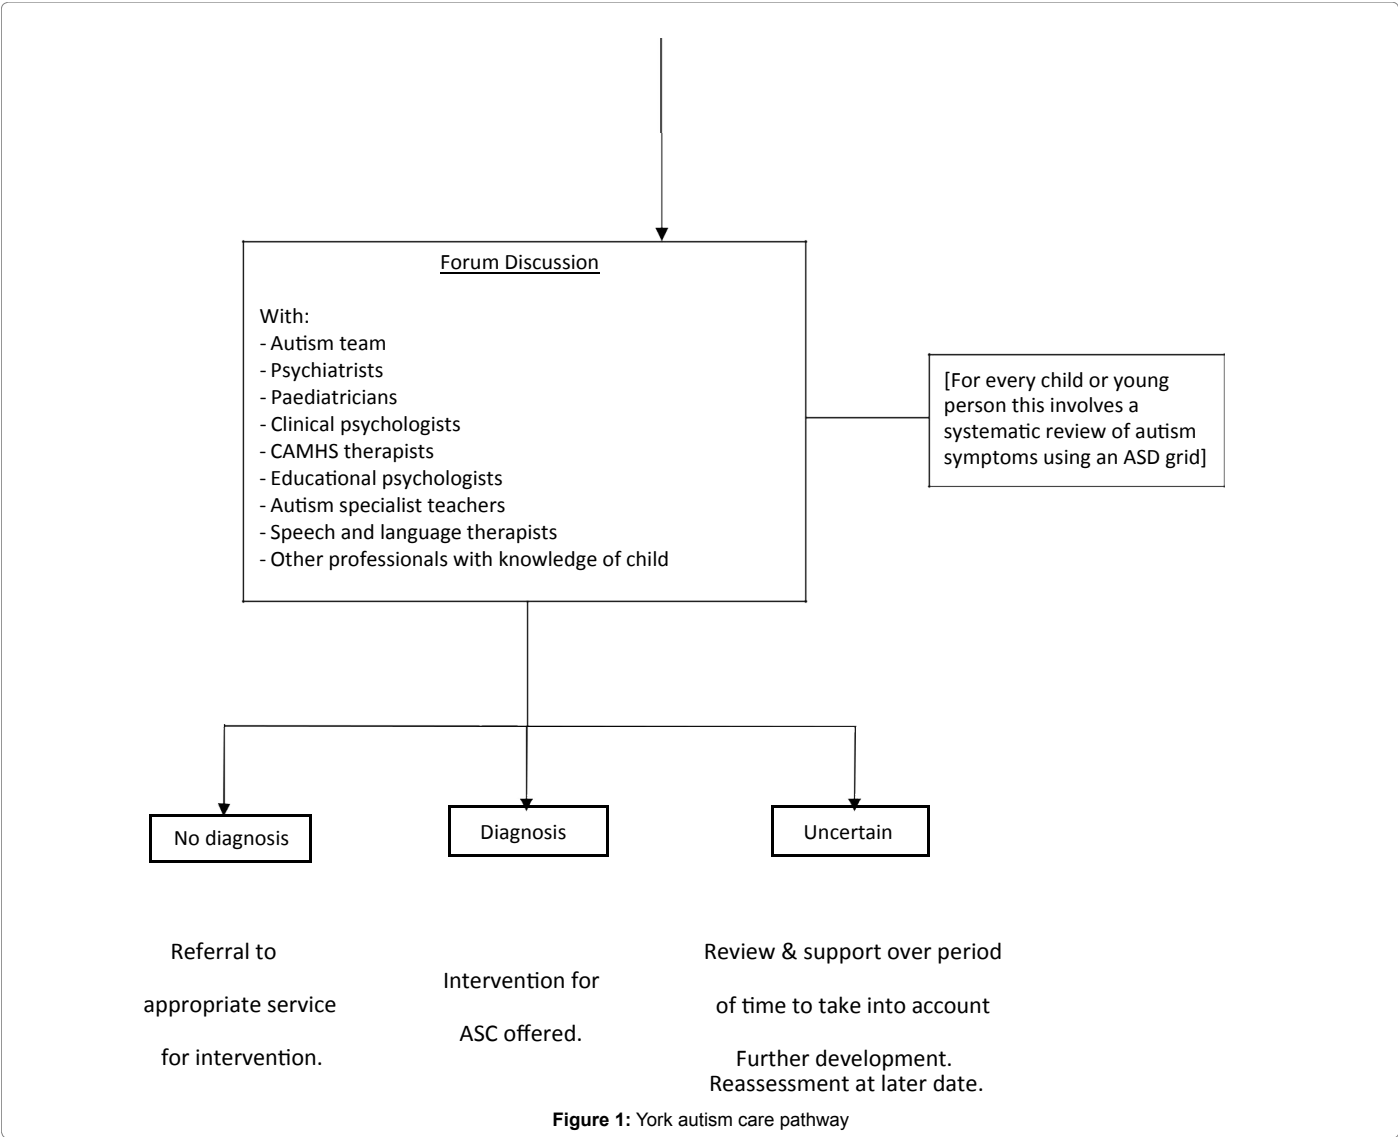 Forum Discussion
With:
- Autism team
- Psychiatrists
- Paediatricians
- Clinical psychologists
- CAMHS therapists
- Educational psychologists
- Autism specialist teachers
- Speech and language therapists
- Other professionals with knowledge of child
[For every child or young
person this involves a
systematic review of autism
symptoms using an ASD grid]
No diagnosis
Diagnosis
Uncertain
Referral to
appropriate service
for intervention.
Intervention for
ASC offered.
Review & support over period
of time to take into account
Further development.
Reassessment at later date.
Figure 1: York autism care pathway